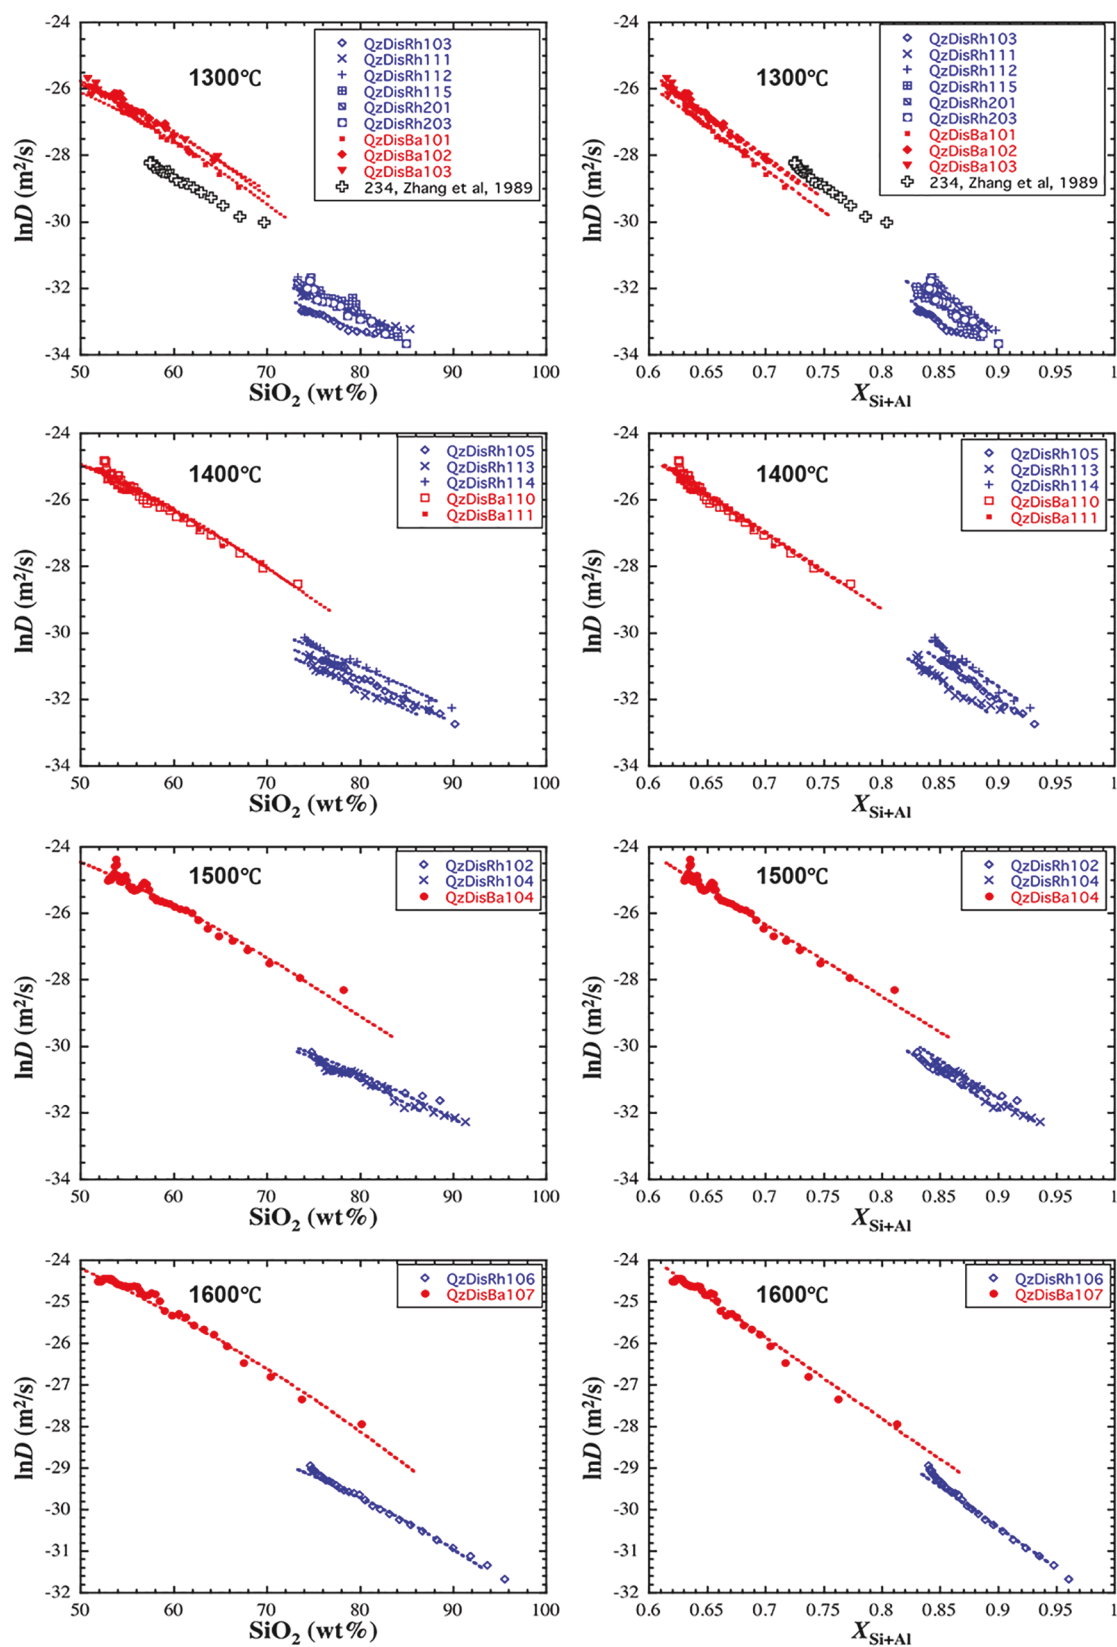 1300℃
QzDisRh103
QzDisRh111
QzDisRh112
QzDisRh115
QzDisRh201
QzDisRh203
QzDisBa101
QzDisBa102
QzDisBa103
234, Zhang et al, 1989
lnD (m²/s)
-24
-26
-28
-30
-32
-34
50 60 70 80 90 100
SiO₂ (wt%)
1300℃
QzDisRh103
QzDisRh111
QzDisRh112
QzDisRh115
QzDisRh201
QzDisRh203
QzDisBa101
QzDisBa102
QzDisBa103
234, Zhang et al, 1989
lnD (m²/s)
-24
-26
-28
-30
-32
-34
0.6 0.65 0.7 0.75 0.8 0.85 0.9 0.95 1
X Si+Al
1400℃
QzDisRh105
QzDisRh113
QzDisRh114
QzDisBa110
QzDisBa111
lnD (m²/s)
-24
-26
-28
-30
-32
-34
50 60 70 80 90 100
SiO₂ (wt%)
1400℃
QzDisRh105
QzDisRh113
QzDisRh114
QzDisBa110
QzDisBa111
lnD (m²/s)
-24
-26
-28
-30
-32
-34
0.6 0.65 0.7 0.75 0.8 0.85 0.9 0.95 1
X Si+Al
1500℃
QzDisRh102
QzDisRh104
QzDisBa104
lnD (m²/s)
-24
-26
-28
-30
-32
-34
50 60 70 80 90 100
SiO₂ (wt%)
1500℃
QzDisRh102
QzDisRh104
QzDisBa104
lnD (m²/s)
-24
-26
-28
-30
-32
-34
0.6 0.65 0.7 0.75 0.8 0.85 0.9 0.95 1
X Si+Al
1600℃
QzDisRh106
QzDisBa107
lnD (m²/s)
-24
-25
-26
-27
-28
-29
-30
-31
-32
50 60 70 80 90 100
SiO₂ (wt%)
1600℃
QzDisRh106
QzDisBa107
lnD (m²/s)
-24
-25
-26
-27
-28
-29
-30
-31
-32
0.6 0.65 0.7 0.75 0.8 0.85 0.9 0.95 1
X Si+Al